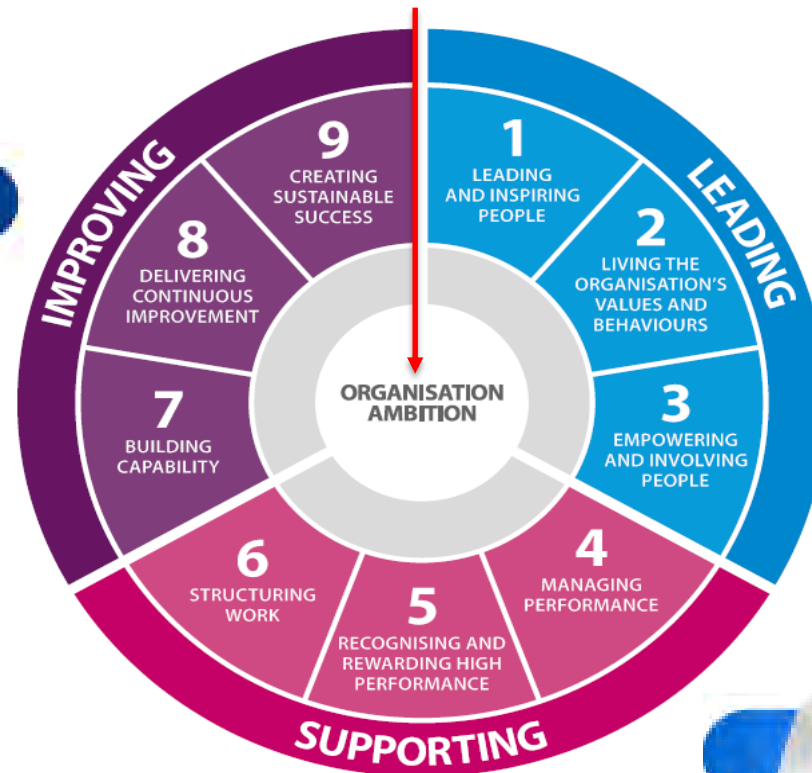 IMPROVING
LEADING
SUPPORTING
1
LEADING
AND INSPIRING
PEOPLE
2
LIVING THE
ORGANISATION'S
VALUES AND
BEHAVIOURS
3
EMPOWERING
AND INVOLVING
PEOPLE
4
MANAGING
PERFORMANCE
5
RECOGNISING AND
REWARDING HIGH
PERFORMANCE
6
STRUCTURING
WORK
7
BUILDING
CAPABILITY
8
DELIVERING
CONTINUOUS
IMPROVEMENT
9
CREATING
SUSTAINABLE
SUCCESS
ORGANISATION
AMBITION